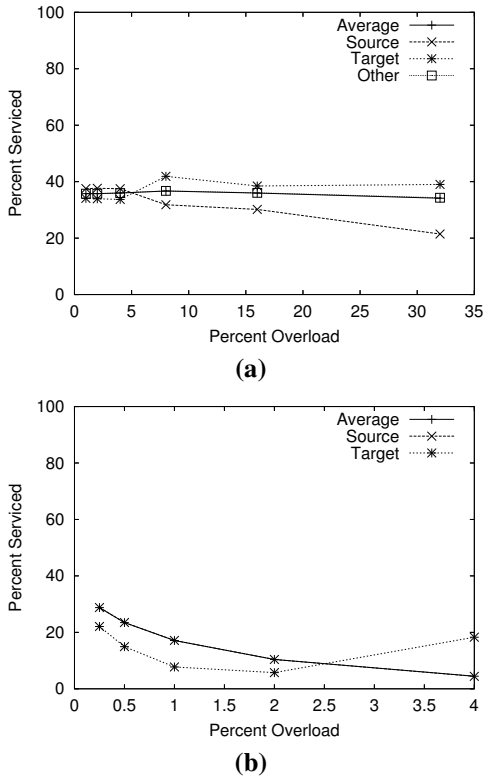 100
80
60
40
20
0
Percent Serviced
Average
Source
Target
Other
0 5 10 15 20 25 30 35
Percent Overload
(a)
100
80
60
40
20
0
Percent Serviced
Average
Source
Target
0 0.5 1 1.5 2 2.5 3 3.5 4
Percent Overload
(b)